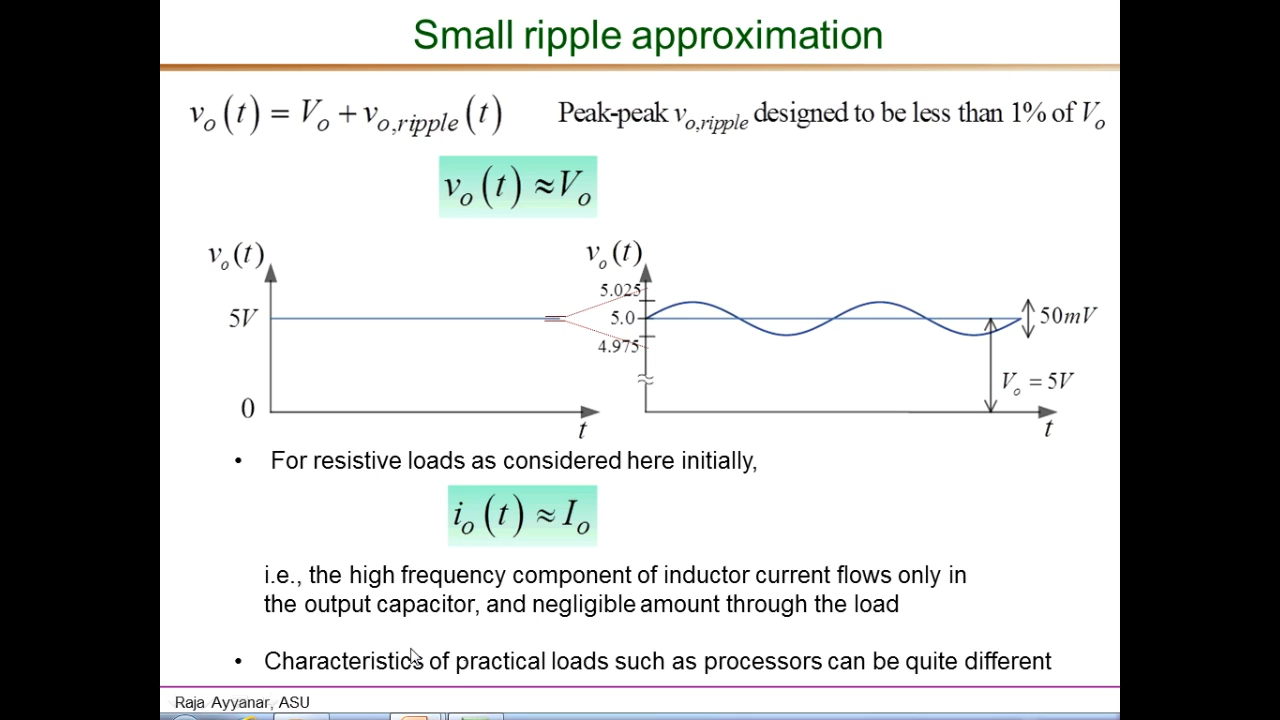 Small ripple approximation
v_o(t) = V_o + v_{o,ripple}(t)   Peak-peak v_{o,ripple} designed to be less than 1% of V_o
v_o(t) ≈ V_o
v_o(t)
5V
0
t
v_o(t)
5.025
5.0
4.975
50mV
V_o = 5V
t
• For resistive loads as considered here initially,
i_o(t) ≈ I_o
i.e., the high frequency component of inductor current flows only in
the output capacitor, and negligible amount through the load
• Characteristics of practical loads such as processors can be quite different
Raja Ayyanar, ASU